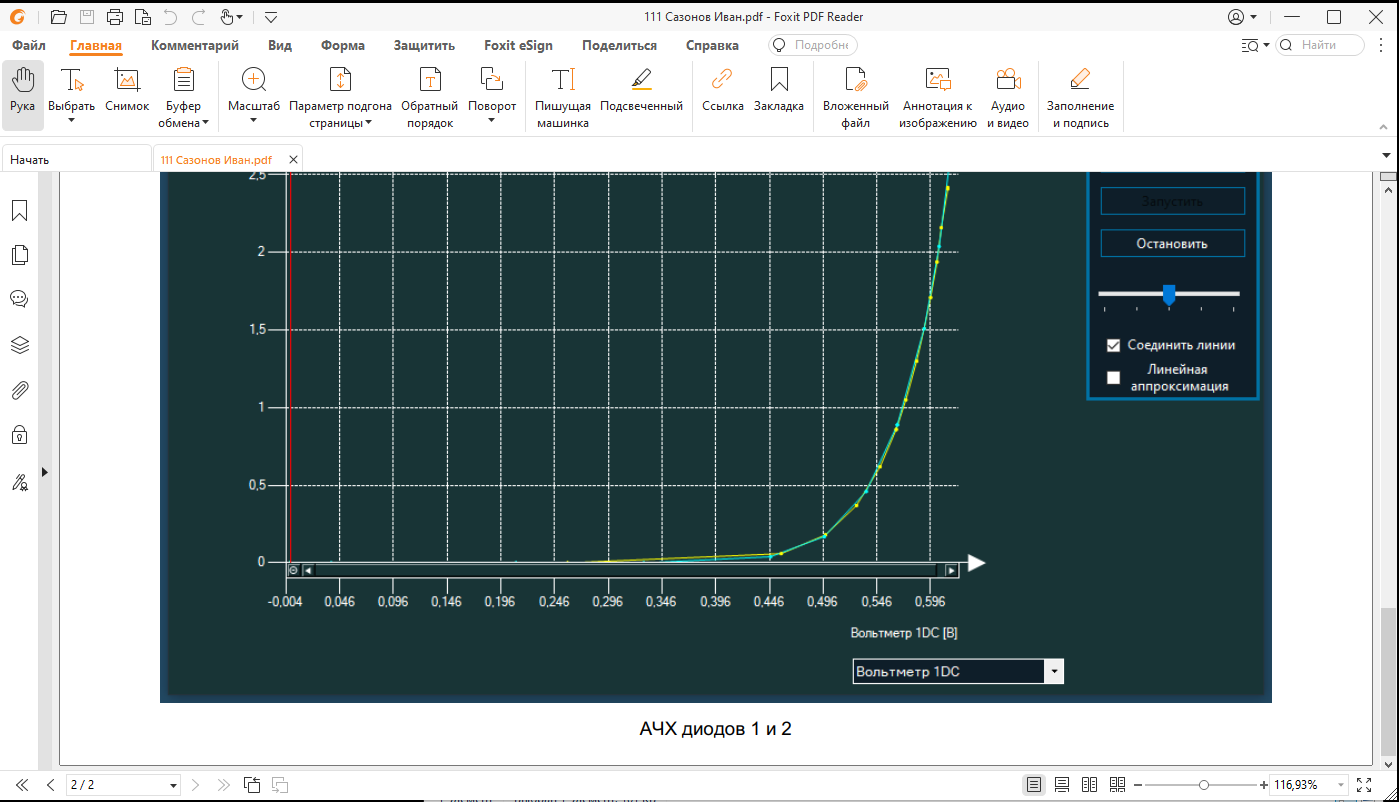 111 Сазонов Иван.pdf - Foxit PDF Reader
Файл Главная Комментарий Вид Форма Защитить Foxit eSign Поделиться Справка Подробне Найти
Рука Выбрать Снимок Буфер обмена Масштаб Параметр подгона страницы Обратный порядок Поворот Пишущая машинка Подсвеченный Ссылка Закладка Вложенный файл Аннотация к изображению Аудио и видео Заполнение и подпись
Начать 111 Сазонов Иван.pdf
2,5
Запустить
2
Остановить
1,5
Соединить линии
Линейная
аппроксимация
1
0,5
0
-0,004 0,046 0,096 0,146 0,196 0,246 0,296 0,346 0,396 0,446 0,496 0,546 0,596
Вольтметр 1DC [В]
Вольтметр 1DC
АЧХ диодов 1 и 2
2 / 2 116,93%